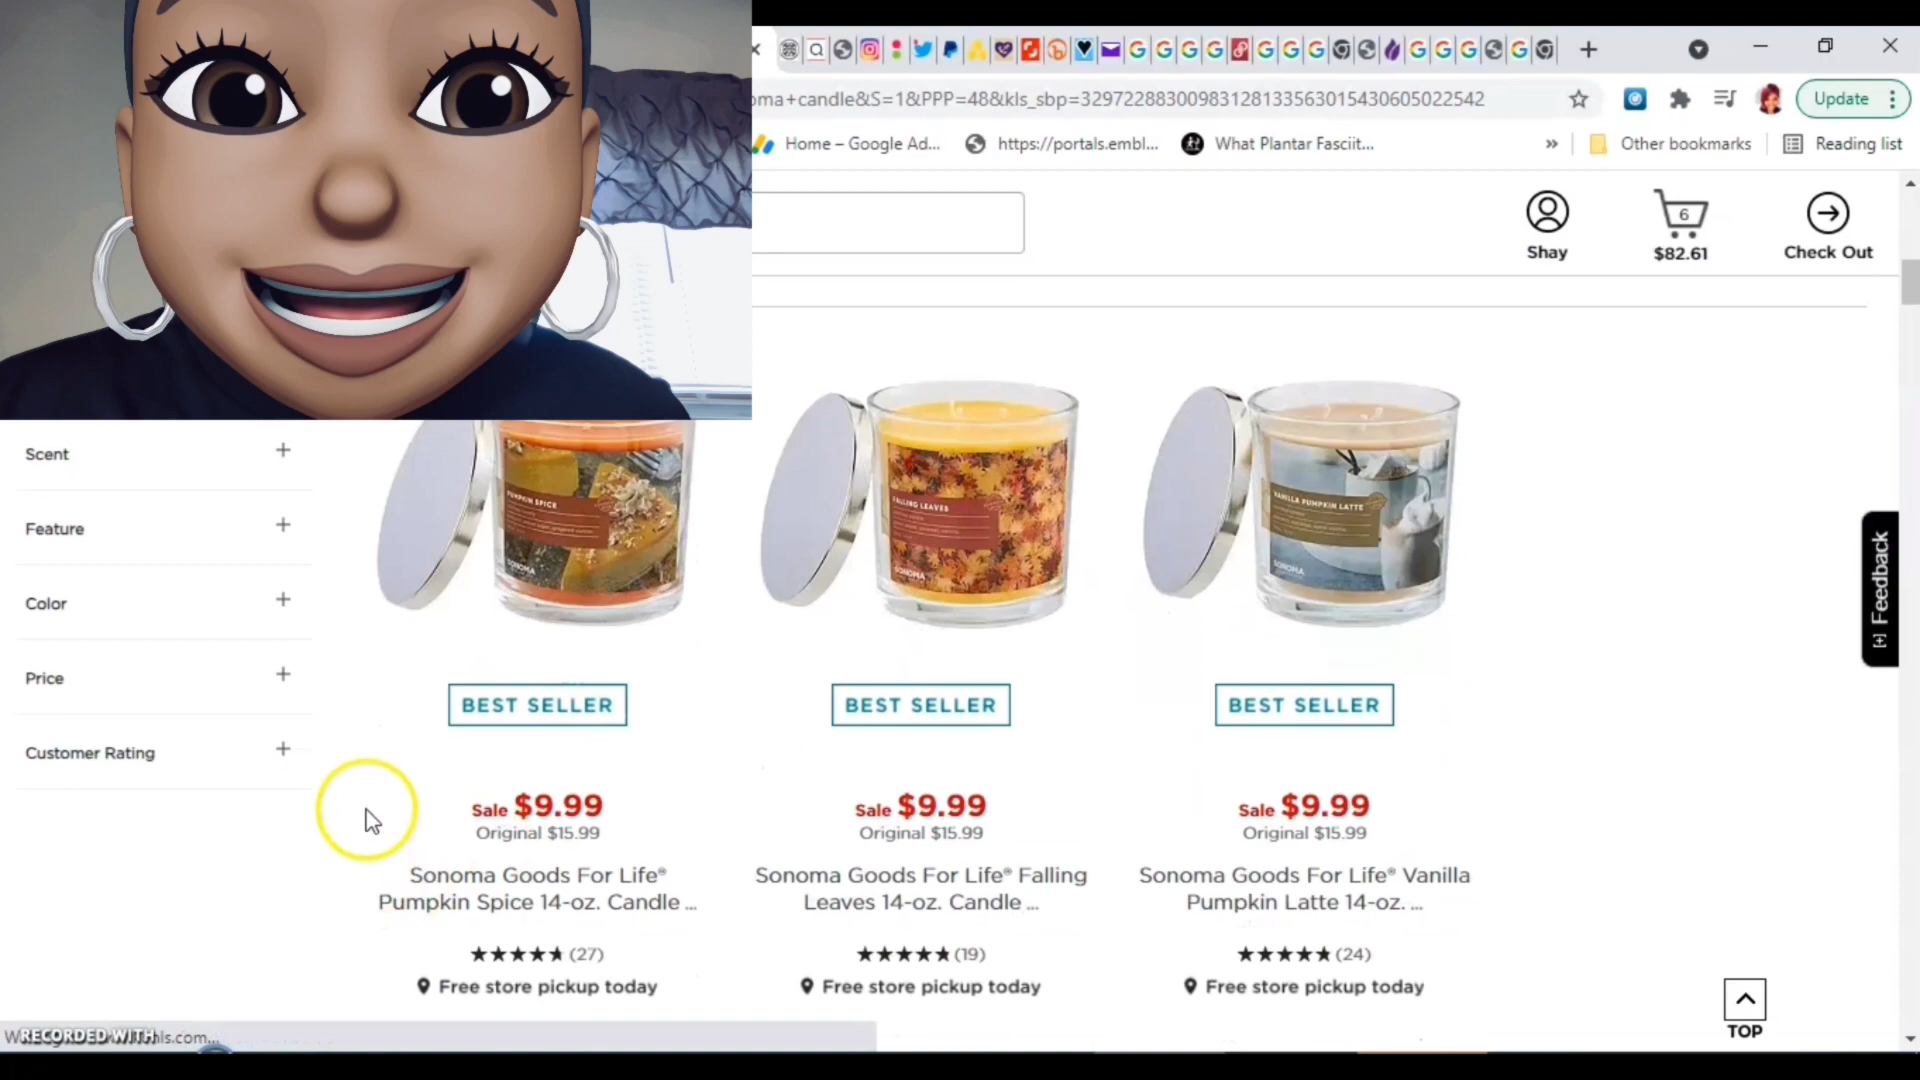 oma+candle&S=1&PPP=48&kls_sbp=32972288300983128133563015430605022542
Update
Home – Google Ad...
https://portals.embl...
What Plantar Fasciit...
»
Other bookmarks
Reading list
6
Shay
$82.61
Check Out
Scent
Feature
Color
Price
Customer Rating
PUMPKIN SPICE
SONOMA
FALLING LEAVES
SONOMA
VANILLA PUMPKIN LATTE
SONOMA
[+] Feedback
BEST SELLER
BEST SELLER
BEST SELLER
Sale $9.99
Original $15.99
Sale $9.99
Original $15.99
Sale $9.99
Original $15.99
Sonoma Goods For Life®
Pumpkin Spice 14-oz. Candle ...
Sonoma Goods For Life® Falling
Leaves 14-oz. Candle ...
Sonoma Goods For Life® Vanilla
Pumpkin Latte 14-oz. ...
(27)
(19)
(24)
Free store pickup today
Free store pickup today
Free store pickup today
TOP
RECORDED WITH